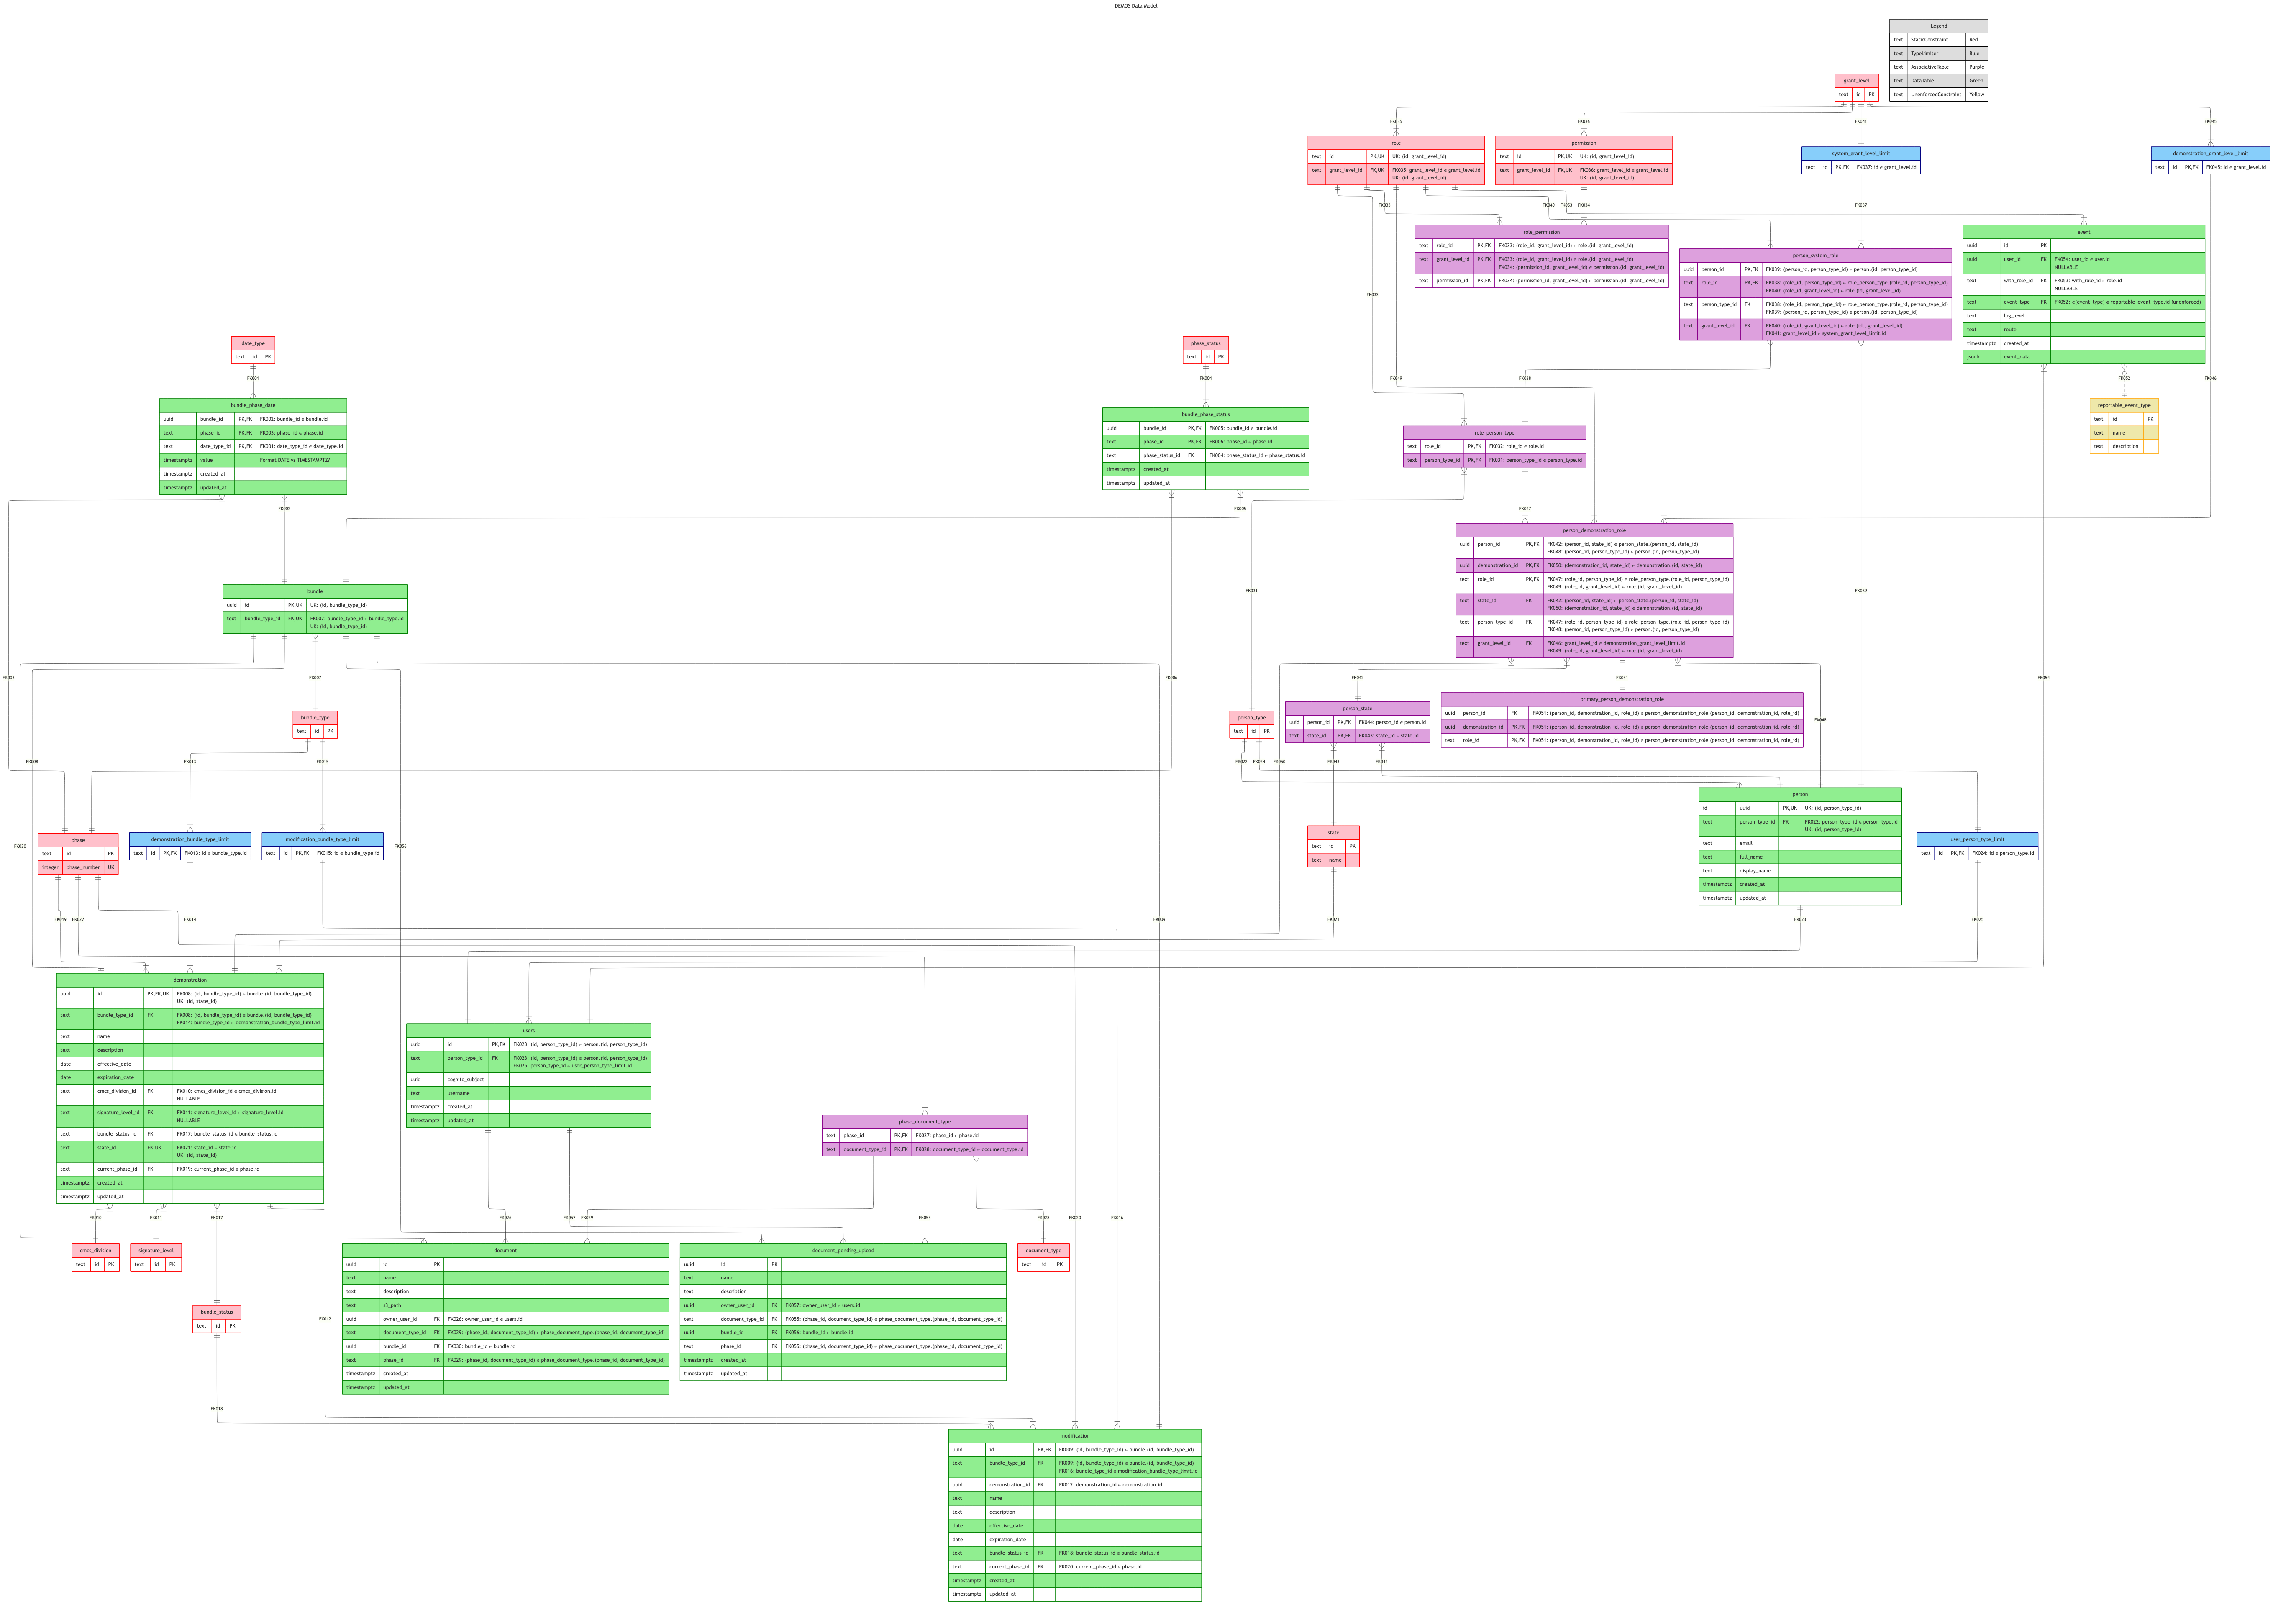 DEMOS Data Model
Legend
text StaticConstraint Red
text TypeLimiter Blue
text AssociativeTable Purple
text DataTable Green
text UnenforcedConstraint Yellow
grant_level
text id PK
FK035
FK036
FK041
FK045
role
text id PK,UK UK: (id, grant_level_id)
text grant_level_id FK,UK FK035: grant_level_id < grant_level.id
UK: (id, grant_level_id)
permission
text id PK,UK UK: (id, grant_level_id)
text grant_level_id FK,UK FK036: grant_level_id < grant_level.id
UK: (id, grant_level_id)
system_grant_level_limit
text id PK,FK FK037: id < grant_level.id
demonstration_grant_level_limit
text id PK,FK FK045: id < grant_level.id
FK033
FK040
FK053
FK034
FK037
role_permission
text role_id PK,FK FK033: (role_id, grant_level_id) < role.(id, grant_level_id)
text grant_level_id PK,FK FK033: (role_id, grant_level_id) < role.(id, grant_level_id)
FK034: (permission_id, grant_level_id) < permission.(id, grant_level_id)
text permission_id PK,FK FK034: (permission_id, grant_level_id) < permission.(id, grant_level_id)
person_system_role
uuid person_id PK,FK FK039: (person_id, person_type_id) < person.(id, person_type_id)
text role_id PK,FK FK038: (role_id, person_type_id) < role_person_type.(role_id, person_type_id)
FK040: (role_id, grant_level_id) < role.(id, grant_level_id)
text person_type_id FK FK038: (role_id, person_type_id) < role_person_type.(role_id, person_type_id)
FK039: (person_id, person_type_id) < person.(id, person_type_id)
text grant_level_id FK FK040: (role_id, grant_level_id) < role.(id., grant_level_id)
FK041: grant_level_id < system_grant_level_limit.id
event
uuid id PK
uuid user_id FK FK054: user_id < user.id
NULLABLE
text with_role_id FK FK053: with_role_id < role.id
NULLABLE
text event_type FK FK052: <(event_type) < reportable_event_type.id (unenforced)
text log_level
text route
timestamptz created_at
jsonb event_data
FK032
FK049
FK038
FK052
FK046
reportable_event_type
text id PK
text name
text description
date_type
text id PK
FK001
phase_status
text id PK
FK004
bundle_phase_date
uuid bundle_id PK,FK FK002: bundle_id < bundle.id
text phase_id PK,FK FK003: phase_id < phase.id
text date_type_id PK,FK FK001: date_type_id < date_type.id
timestamptz value Format DATE vs TIMESTAMPTZ?
timestamptz created_at
timestamptz updated_at
bundle_phase_status
uuid bundle_id PK,FK FK005: bundle_id < bundle.id
text phase_id PK,FK FK006: phase_id < phase.id
text phase_status_id FK FK004: phase_status_id < phase_status.id
timestamptz created_at
timestamptz updated_at
role_person_type
text role_id PK,FK FK032: role_id < role.id
text person_type_id PK,FK FK031: person_type_id < person_type.id
FK002
FK005
FK047
person_demonstration_role
uuid person_id PK,FK FK042: (person_id, state_id) < person_state.(person_id, state_id)
FK048: (person_id, person_type_id) < person.(id, person_type_id)
uuid demonstration_id PK,FK FK050: (demonstration_id, state_id) < demonstration.(id, state_id)
text role_id PK,FK FK047: (role_id, person_type_id) < role_person_type.(role_id, person_type_id)
FK049: (role_id, grant_level_id) < role.(id, grant_level_id)
text state_id FK FK042: (person_id, state_id) < person_state.(person_id, state_id)
FK050: (demonstration_id, state_id) < demonstration.(id, state_id)
text person_type_id FK FK047: (role_id, person_type_id) < role_person_type.(role_id, person_type_id)
FK048: (person_id, person_type_id) < person.(id, person_type_id)
text grant_level_id FK FK046: grant_level_id < demonstration_grant_level_limit.id
FK049: (role_id, grant_level_id) < role.(id, grant_level_id)
bundle
uuid id PK,UK UK: (id, bundle_type_id)
text bundle_type_id FK,UK FK007: bundle_type_id < bundle_type.id
UK: (id, bundle_type_id)
FK031
FK039
FK003
FK007
FK006
FK042
FK051
FK054
bundle_type
text id PK
person_type
text id PK
person_state
uuid person_id PK,FK FK044: person_id < person.id
text state_id PK,FK FK043: state_id < state.id
primary_person_demonstration_role
uuid person_id FK FK051: (person_id, demonstration_id, role_id) < person_demonstration_role.(person_id, demonstration_id, role_id)
uuid demonstration_id PK,FK FK051: (person_id, demonstration_id, role_id) < person_demonstration_role.(person_id, demonstration_id, role_id)
text role_id PK,FK FK051: (person_id, demonstration_id, role_id) < person_demonstration_role.(person_id, demonstration_id, role_id)
FK048
FK008
FK013
FK015
FK022
FK024
FK050
FK043
FK044
person
id uuid PK,UK UK: (id, person_type_id)
text person_type_id FK FK022: person_type_id < person_type.id
UK: (id, person_type_id)
text email
text full_name
text display_name
timestamptz created_at
timestamptz updated_at
phase
text id PK
integer phase_number UK
demonstration_bundle_type_limit
text id PK,FK FK013: id < bundle_type.id
modification_bundle_type_limit
text id PK,FK FK015: id < bundle_type.id
state
text id PK
text name
user_person_type_limit
text id PK,FK FK024: id < person_type.id
FK030
FK056
FK019
FK027
FK014
FK009
FK021
FK023
FK025
demonstration
uuid id PK,FK,UK FK008: (id, bundle_type_id) < bundle.(id, bundle_type_id)
UK: (id, state_id)
text bundle_type_id FK FK008: (id, bundle_type_id) < bundle.(id, bundle_type_id)
FK014: bundle_type_id < demonstration_bundle_type_limit.id
text name
text description
date effective_date
date expiration_date
text cmcs_division_id FK FK010: cmcs_division_id < cmcs_division.id
NULLABLE
text signature_level_id FK FK011: signature_level_id < signature_level.id
NULLABLE
text bundle_status_id FK FK017: bundle_status_id < bundle_status.id
text state_id FK,UK FK021: state_id < state.id
UK: (id, state_id)
text current_phase_id FK FK019: current_phase_id < phase.id
timestamptz created_at
timestamptz updated_at
users
uuid id PK,FK FK023: (id, person_type_id) < person.(id, person_type_id)
text person_type_id FK FK023: (id, person_type_id) < person.(id, person_type_id)
FK025: person_type_id < user_person_type_limit.id
uuid cognito_subject
text username
timestamptz created_at
timestamptz updated_at
phase_document_type
text phase_id PK,FK FK027: phase_id < phase.id
text document_type_id PK,FK FK028: document_type_id < document_type.id
FK010
FK011
FK017
FK026
FK057
FK029
FK055
FK028
FK020
FK016
cmcs_division
text id PK
signature_level
text id PK
document
uuid id PK
text name
text description
text s3_path
uuid owner_user_id FK FK026: owner_user_id < users.id
text document_type_id FK FK029: (phase_id, document_type_id) < phase_document_type.(phase_id, document_type_id)
uuid bundle_id FK FK030: bundle_id < bundle.id
text phase_id FK FK029: (phase_id, document_type_id) < phase_document_type.(phase_id, document_type_id)
timestamptz created_at
timestamptz updated_at
document_pending_upload
uuid id PK
text name
text description
uuid owner_user_id FK FK057: owner_user_id < users.id
text document_type_id FK FK055: (phase_id, document_type_id) < phase_document_type.(phase_id, document_type_id)
uuid bundle_id FK FK056: bundle_id < bundle.id
text phase_id FK FK055: (phase_id, document_type_id) < phase_document_type.(phase_id, document_type_id)
timestamptz created_at
timestamptz updated_at
document_type
text id PK
bundle_status
text id PK
FK012
FK018
modification
uuid id PK,FK FK009: (id, bundle_type_id) < bundle.(id, bundle_type_id)
text bundle_type_id FK FK009: (id, bundle_type_id) < bundle.(id, bundle_type_id)
FK016: bundle_type_id < modification_bundle_type_limit.id
uuid demonstration_id FK FK012: demonstration_id < demonstration.id
text name
text description
date effective_date
date expiration_date
text bundle_status_id FK FK018: bundle_status_id < bundle_status.id
text current_phase_id FK FK020: current_phase_id < phase.id
timestamptz created_at
timestamptz updated_at